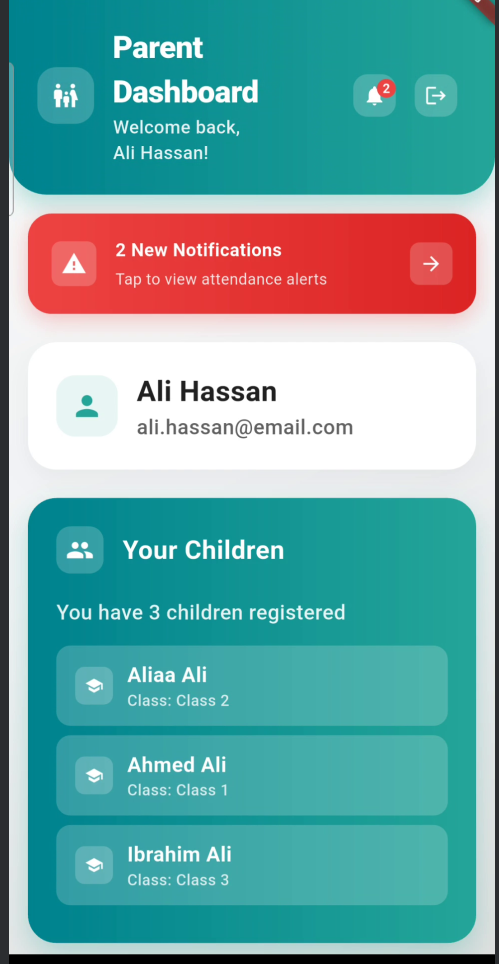 Parent
Dashboard
Welcome back,
Ali Hassan!
2
2 New Notifications
Tap to view attendance alerts
Ali Hassan
ali.hassan@email.com
Your Children
You have 3 children registered
Aliaa Ali
Class: Class 2
Ahmed Ali
Class: Class 1
Ibrahim Ali
Class: Class 3